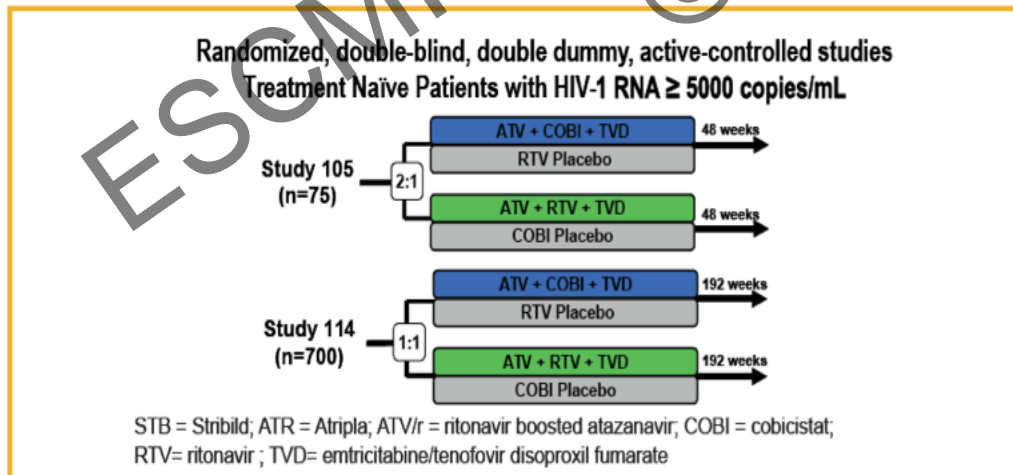 ESCM
Randomized, double-blind, double dummy, active-controlled studies
Treatment Naïve Patients with HIV-1 RNA ≥ 5000 copies/mL
ATV + COBI + TVD
48 weeks
RTV Placebo
Study 105
(n=75)
2:1
ATV + RTV + TVD
48 weeks
COBI Placebo
ATV + COBI + TVD
192 weeks
RTV Placebo
Study 114
(n=700)
1:1
ATV + RTV + TVD
192 weeks
COBI Placebo
STB = Stribild; ATR = Atripla; ATV/r = ritonavir boosted atazanavir; COBI = cobicistat;
RTV= ritonavir ; TVD= emtricitabine/tenofovir disoproxil fumarate